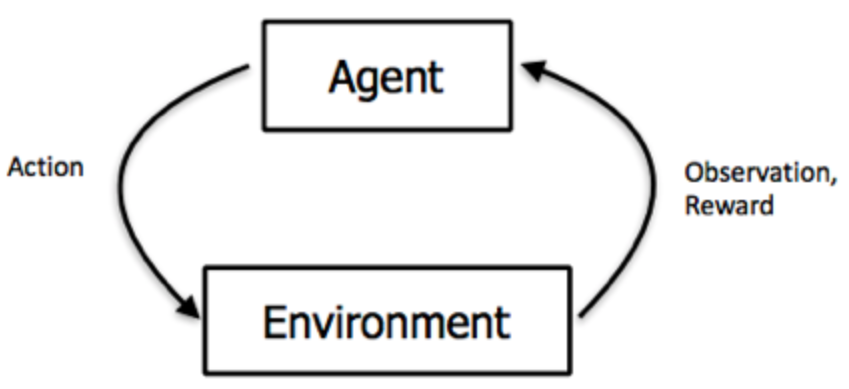 Agent
Action
Observation,
Reward
Environment